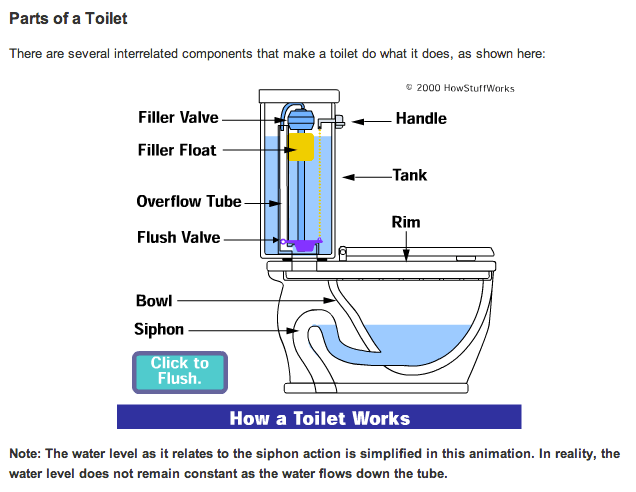 Parts of a Toilet
There are several interrelated components that make a toilet do what it does, as shown here:
© 2000 HowStuffWorks
Filler Valve
Handle
Filler Float
Tank
Overflow Tube
Rim
Flush Valve
Bowl
Siphon
Click to
Flush.
How a Toilet Works
Note: The water level as it relates to the siphon action is simplified in this animation. In reality, the
water level does not remain constant as the water flows down the tube.